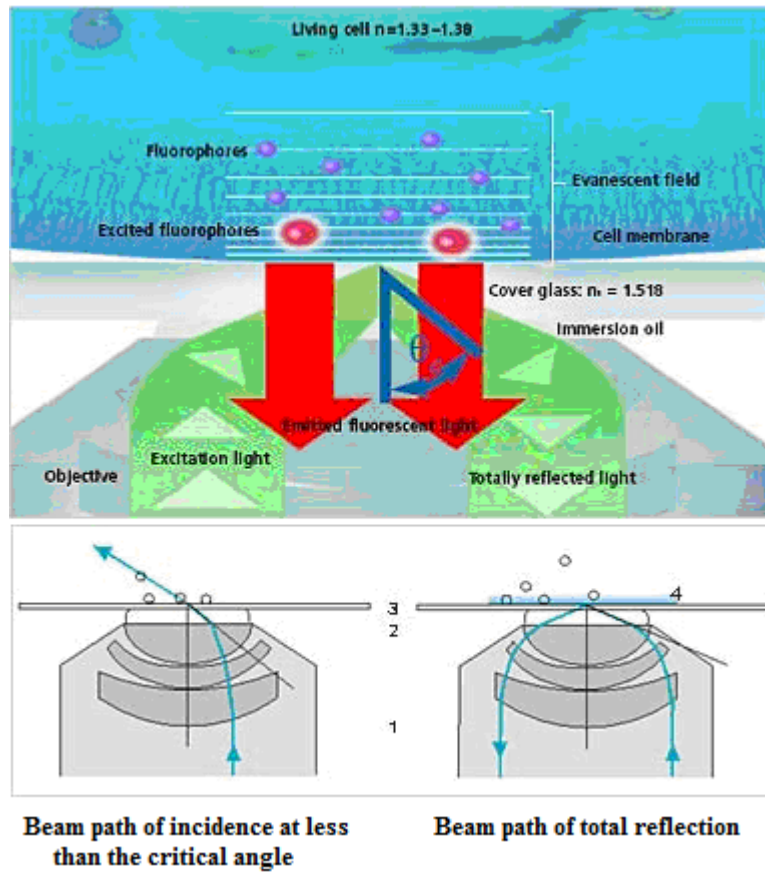 Living cell n=1.33-1.38
Fluorophores
Evanescent field
Excited fluorophores
Cell membrane
Cover glass: n = 1.518
Immersion oil
θ
Emitted fluorescent light
Excitation light
Objective
Totally reflected light
3
4
2
1
Beam path of incidence at less
than the critical angle
Beam path of total reflection